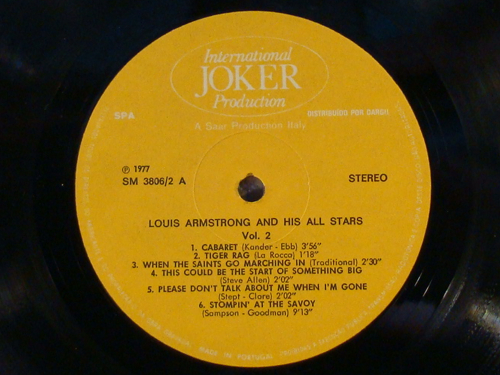 International
JOKER
Production
SPA
DISTRIBUIDO POR DARGIL
A Saar Production Italy
℗ 1977
SM 3806/2 A
STEREO
LOUIS ARMSTRONG AND HIS ALL STARS
Vol. 2
1. CABARET (Kander - Ebb) 3'56"
2. TIGER RAG (La Rocca) 1'18"
3. WHEN THE SAINTS GO MARCHING IN (Traditional) 2'30"
4. THIS COULD BE THE START OF SOMETHING BIG
(Steve Allen) 2'02"
5. PLEASE DON'T TALK ABOUT ME WHEN I'M GONE
(Stept - Clare) 2'02"
6. STOMPIN' AT THE SAVOY
(Sampson - Goodman) 9'13"
MADE IN PORTUGAL